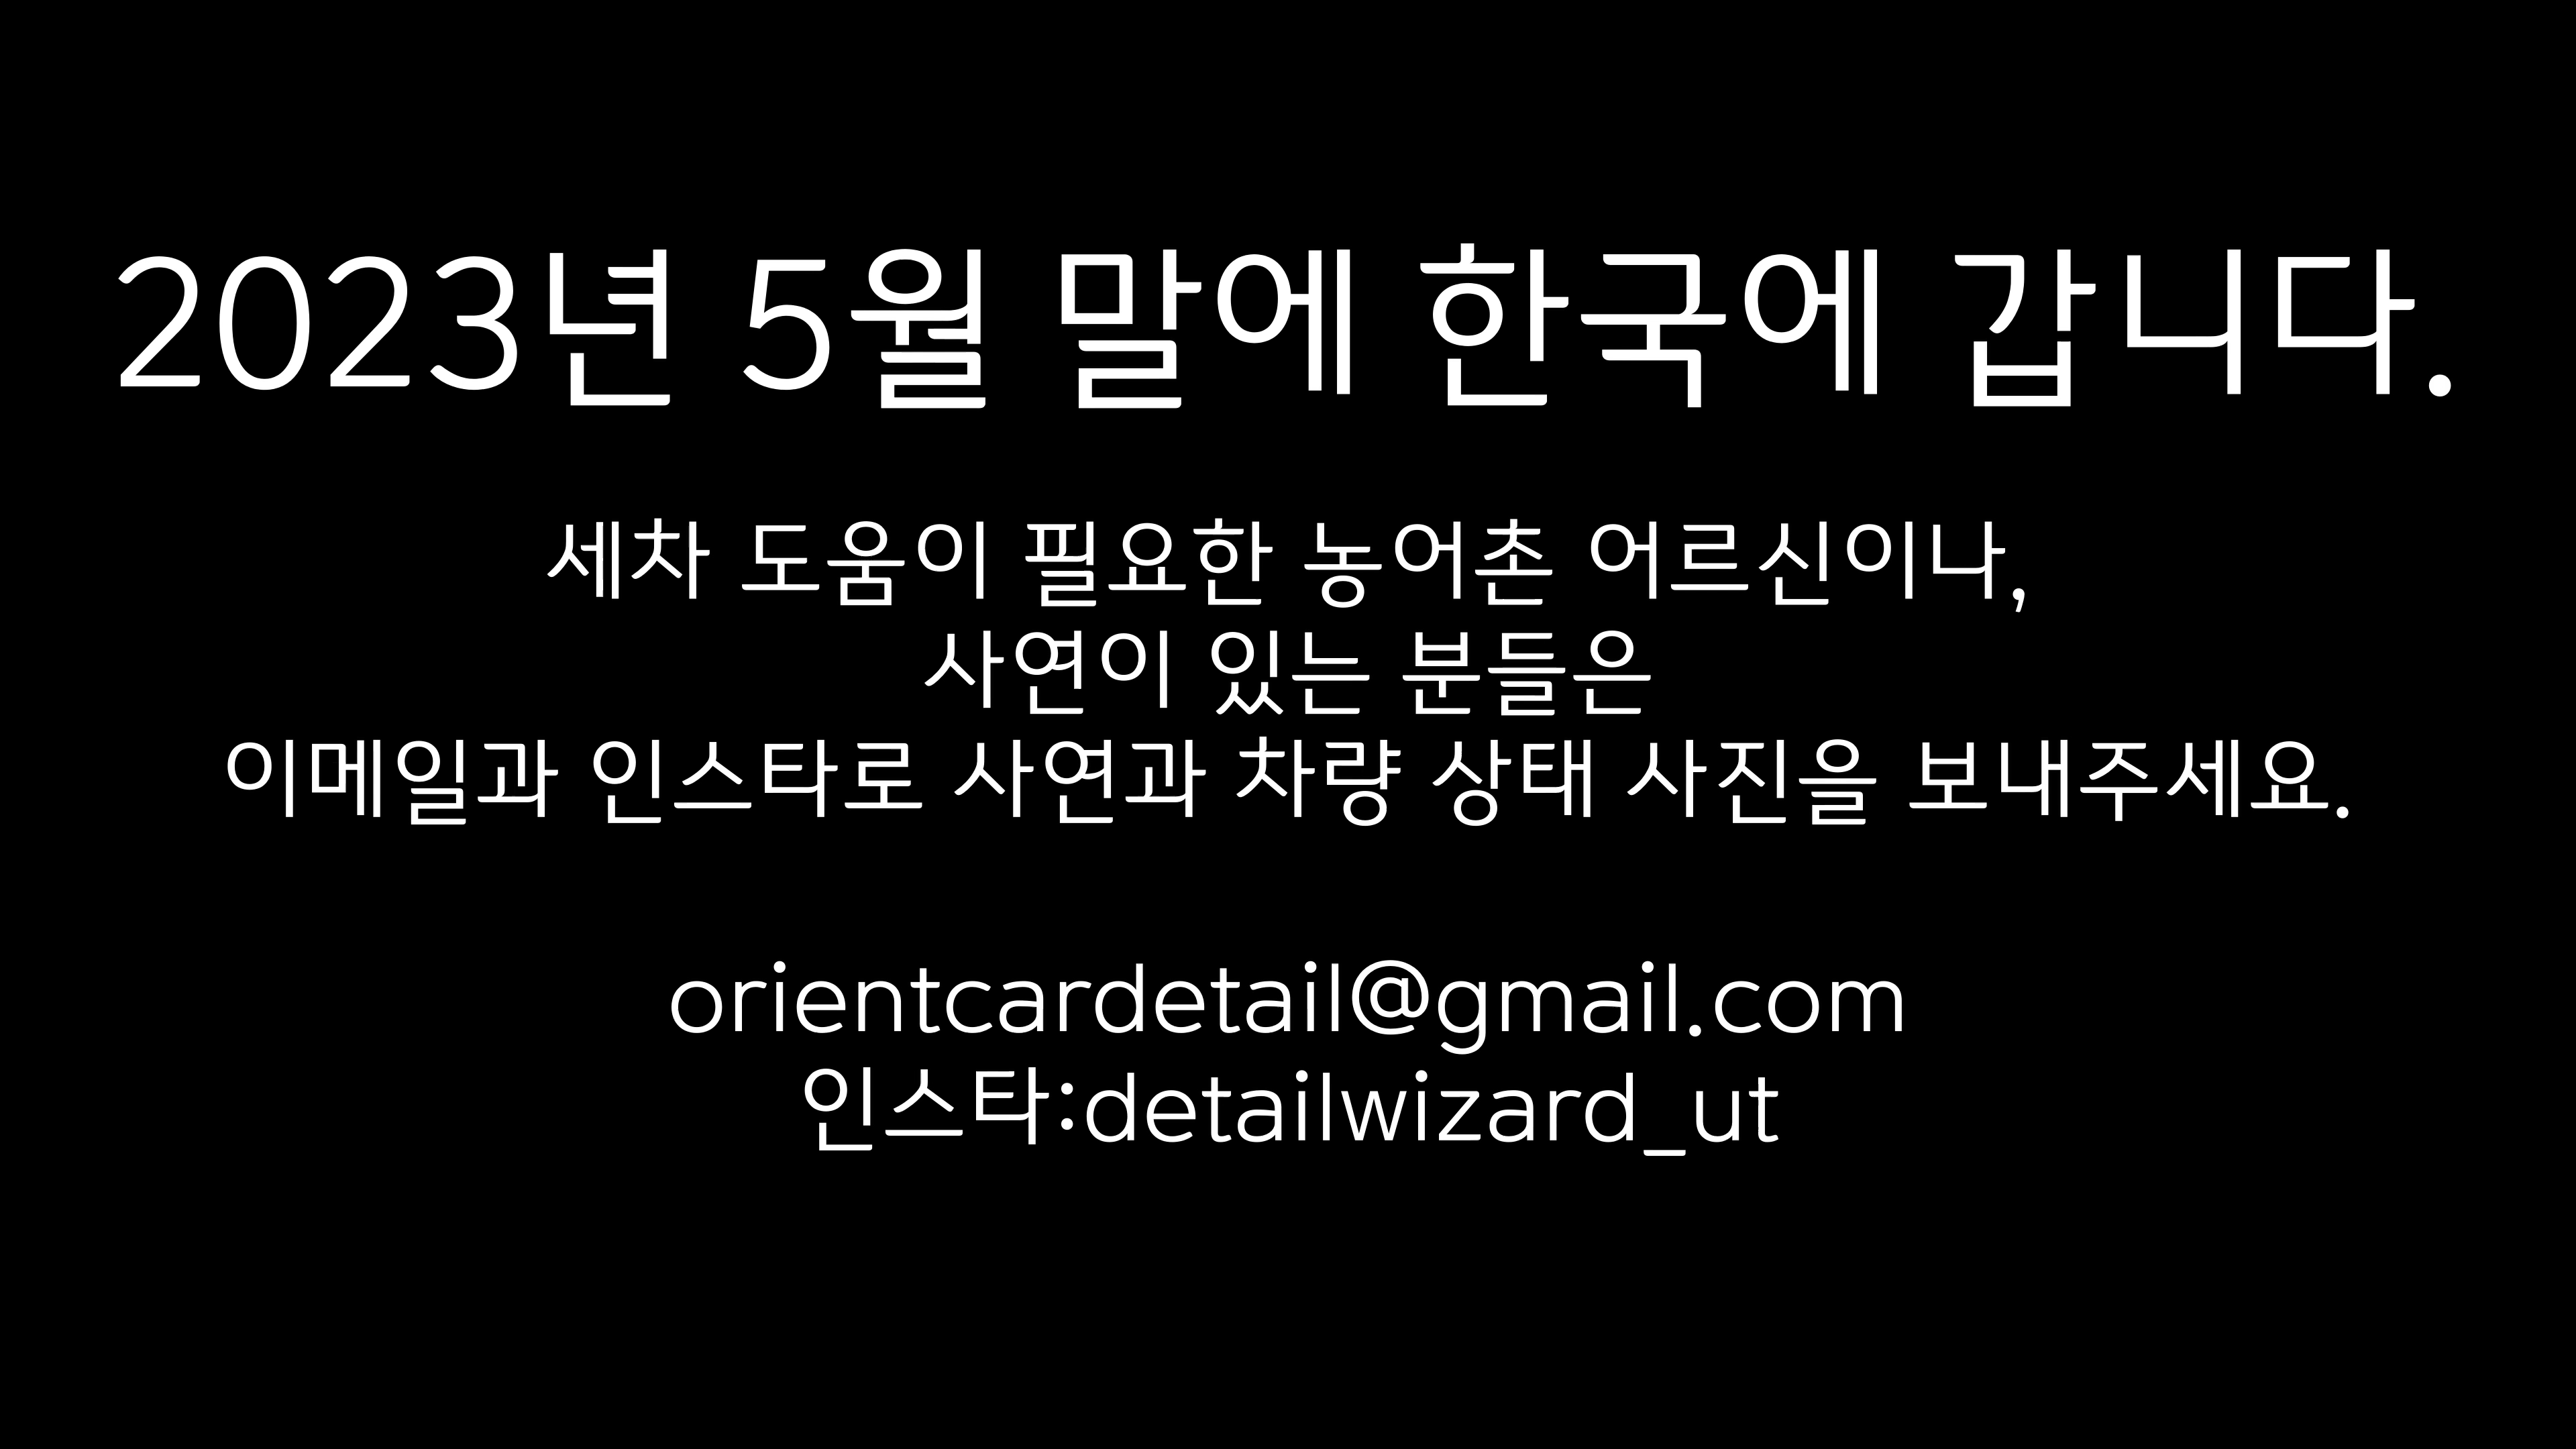 2023년 5월 말에 한국에 갑니다.
세차 도움이 필요한 농어촌 어르신이나,
사연이 있는 분들은
이메일과 인스타로 사연과 차량 상태 사진을 보내주세요.
orientcardetail@gmail.com
인스타:detailwizard_ut